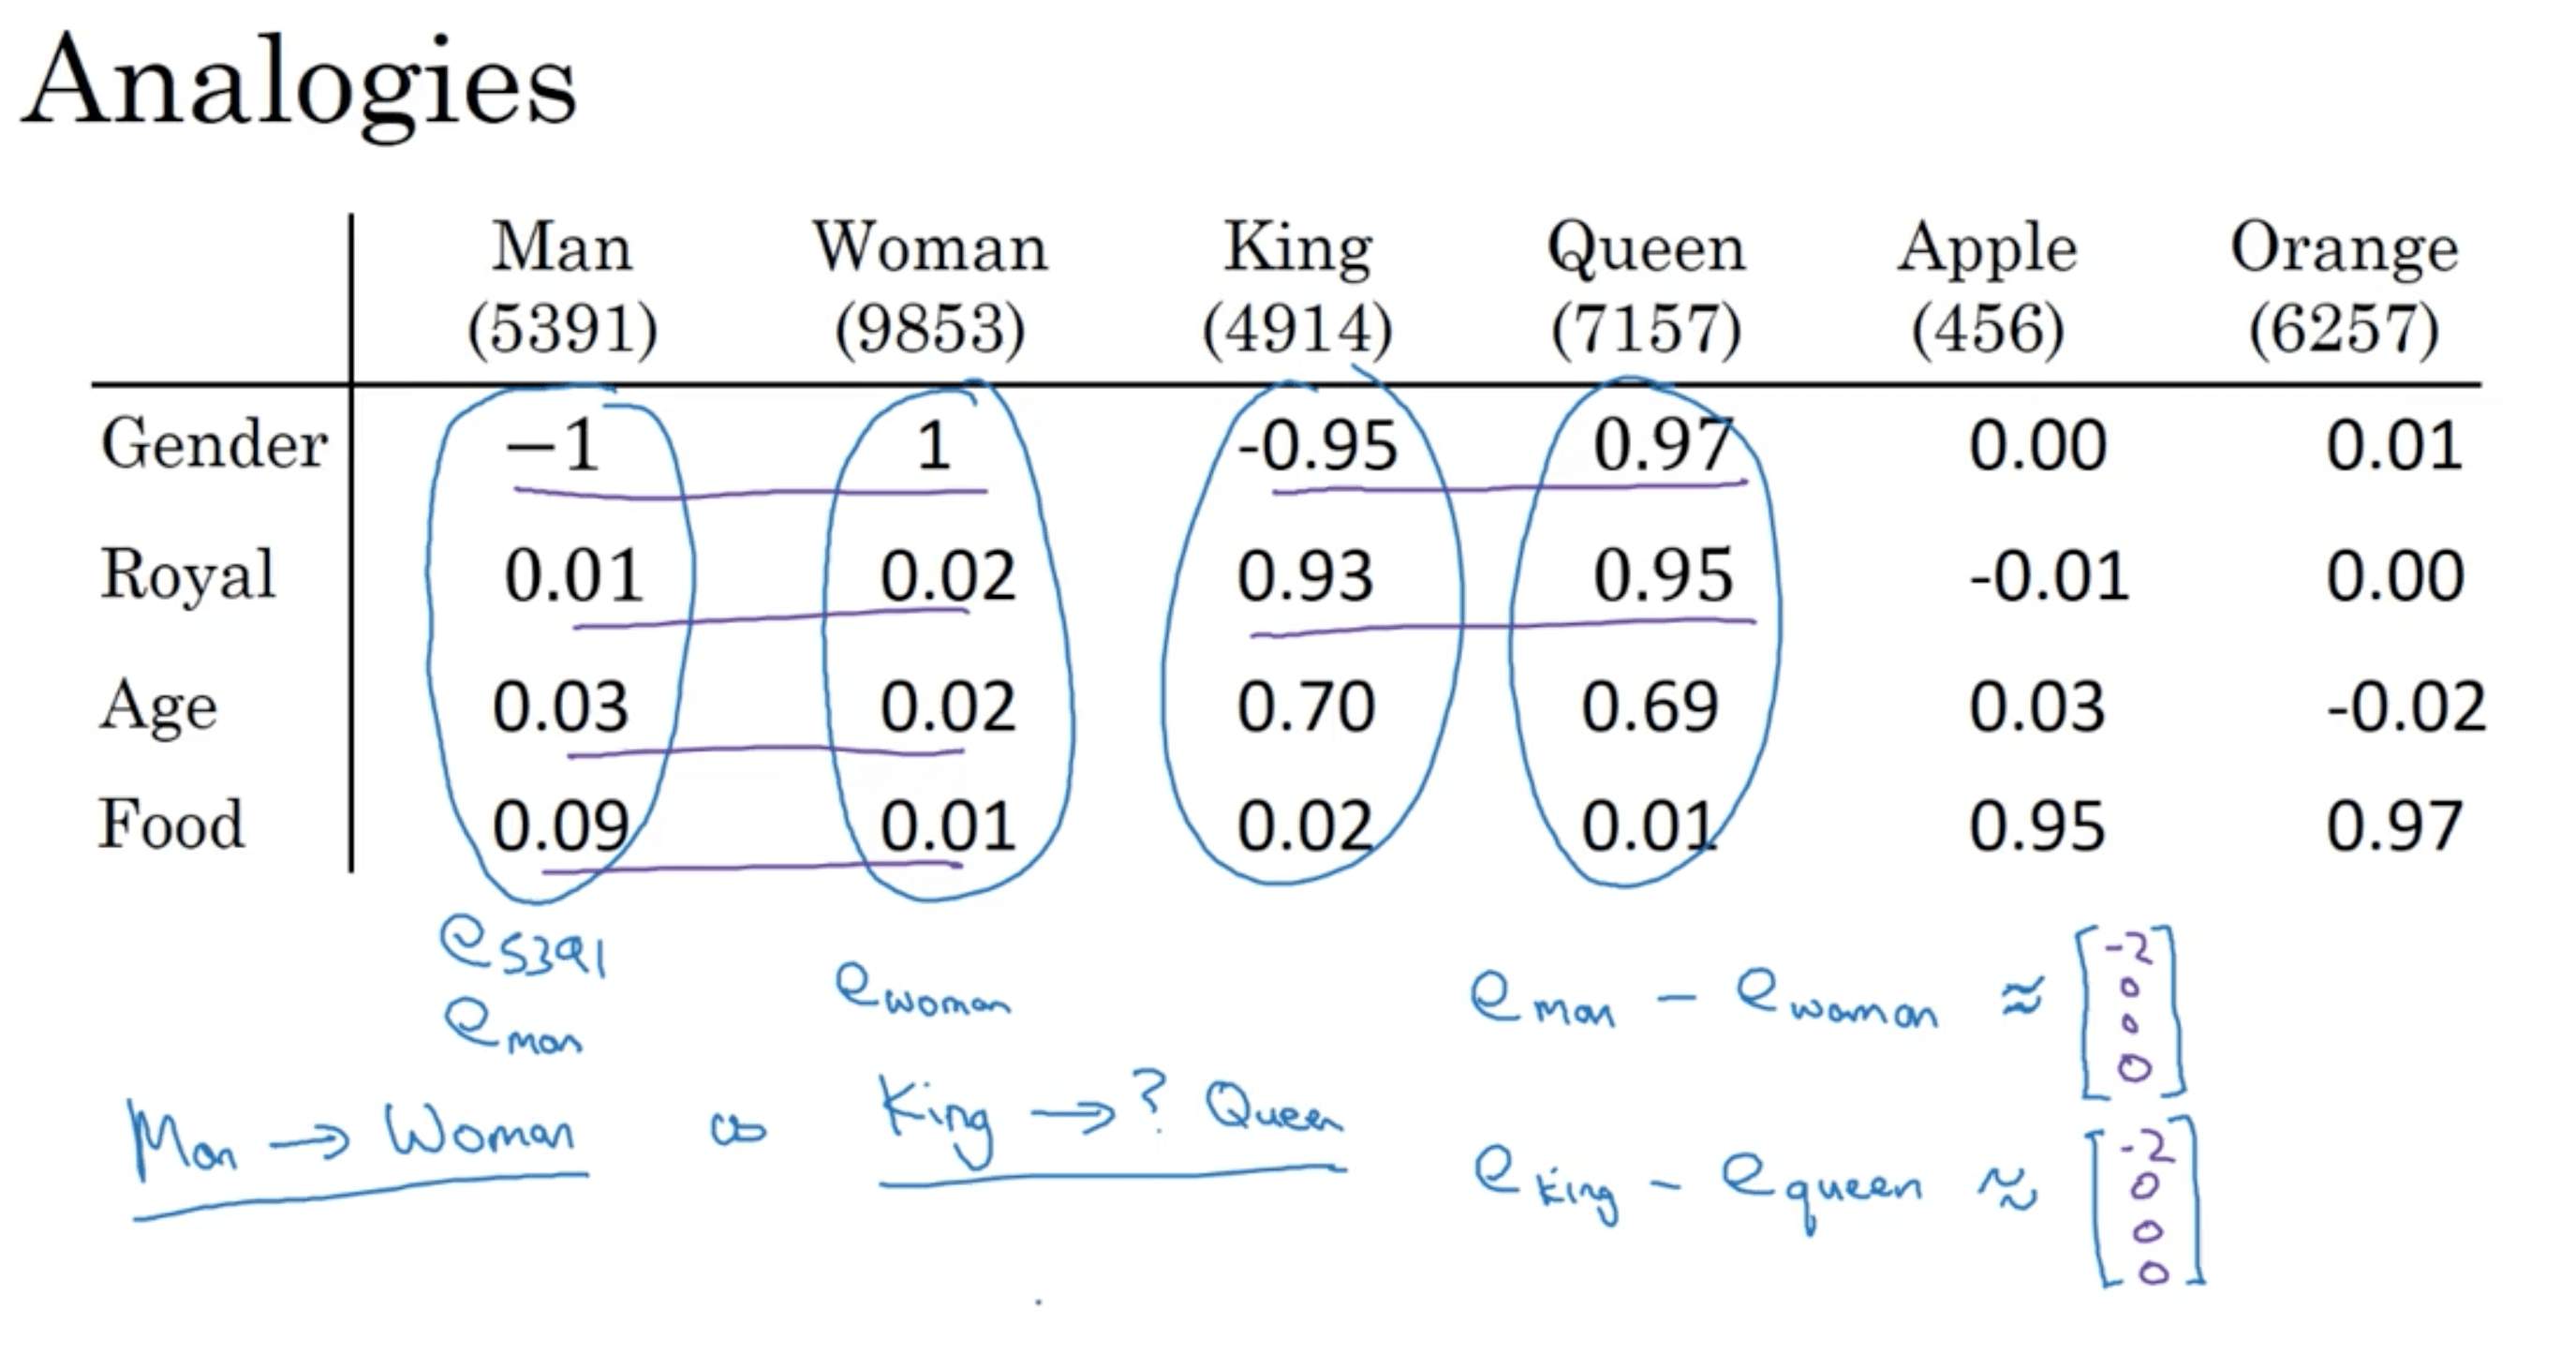 Analogies
Man Woman King Queen Apple Orange
(5391) (9853) (4914) (7157) (456) (6257)
Gender −1 1 -0.95 0.97 0.00 0.01
Royal 0.01 0.02 0.93 0.95 -0.01 0.00
Age 0.03 0.02 0.70 0.69 0.03 -0.02
Food 0.09 0.01 0.02 0.01 0.95 0.97
e5391
eman
ewoman
Man → Woman
King → ? Queen
eman − ewoman ≈ [-2
0
0
0]
eking − equeen ≈ [-2
0
0
0]